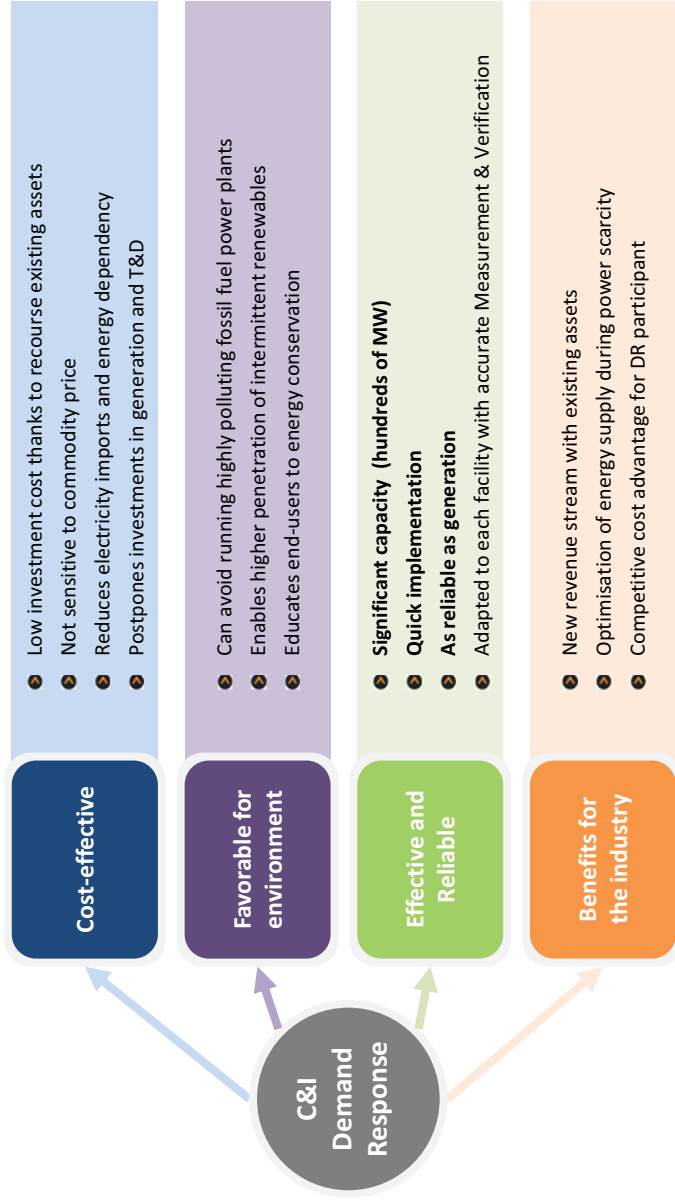 C&I
Demand
Response
Cost-effective
Low investment cost thanks to recourse existing assets
Not sensitive to commodity price
Reduces electricity imports and energy dependency
Postpones investments in generation and T&D
Favorable for
environment
Can avoid running highly polluting fossil fuel power plants
Enables higher penetration of intermittent renewables
Educates end-users to energy conservation
Effective and
Reliable
Significant capacity (hundreds of MW)
Quick implementation
As reliable as generation
Adapted to each facility with accurate Measurement & Verification
Benefits for
the industry
New revenue stream with existing assets
Optimisation of energy supply during power scarcity
Competitive cost advantage for DR participant